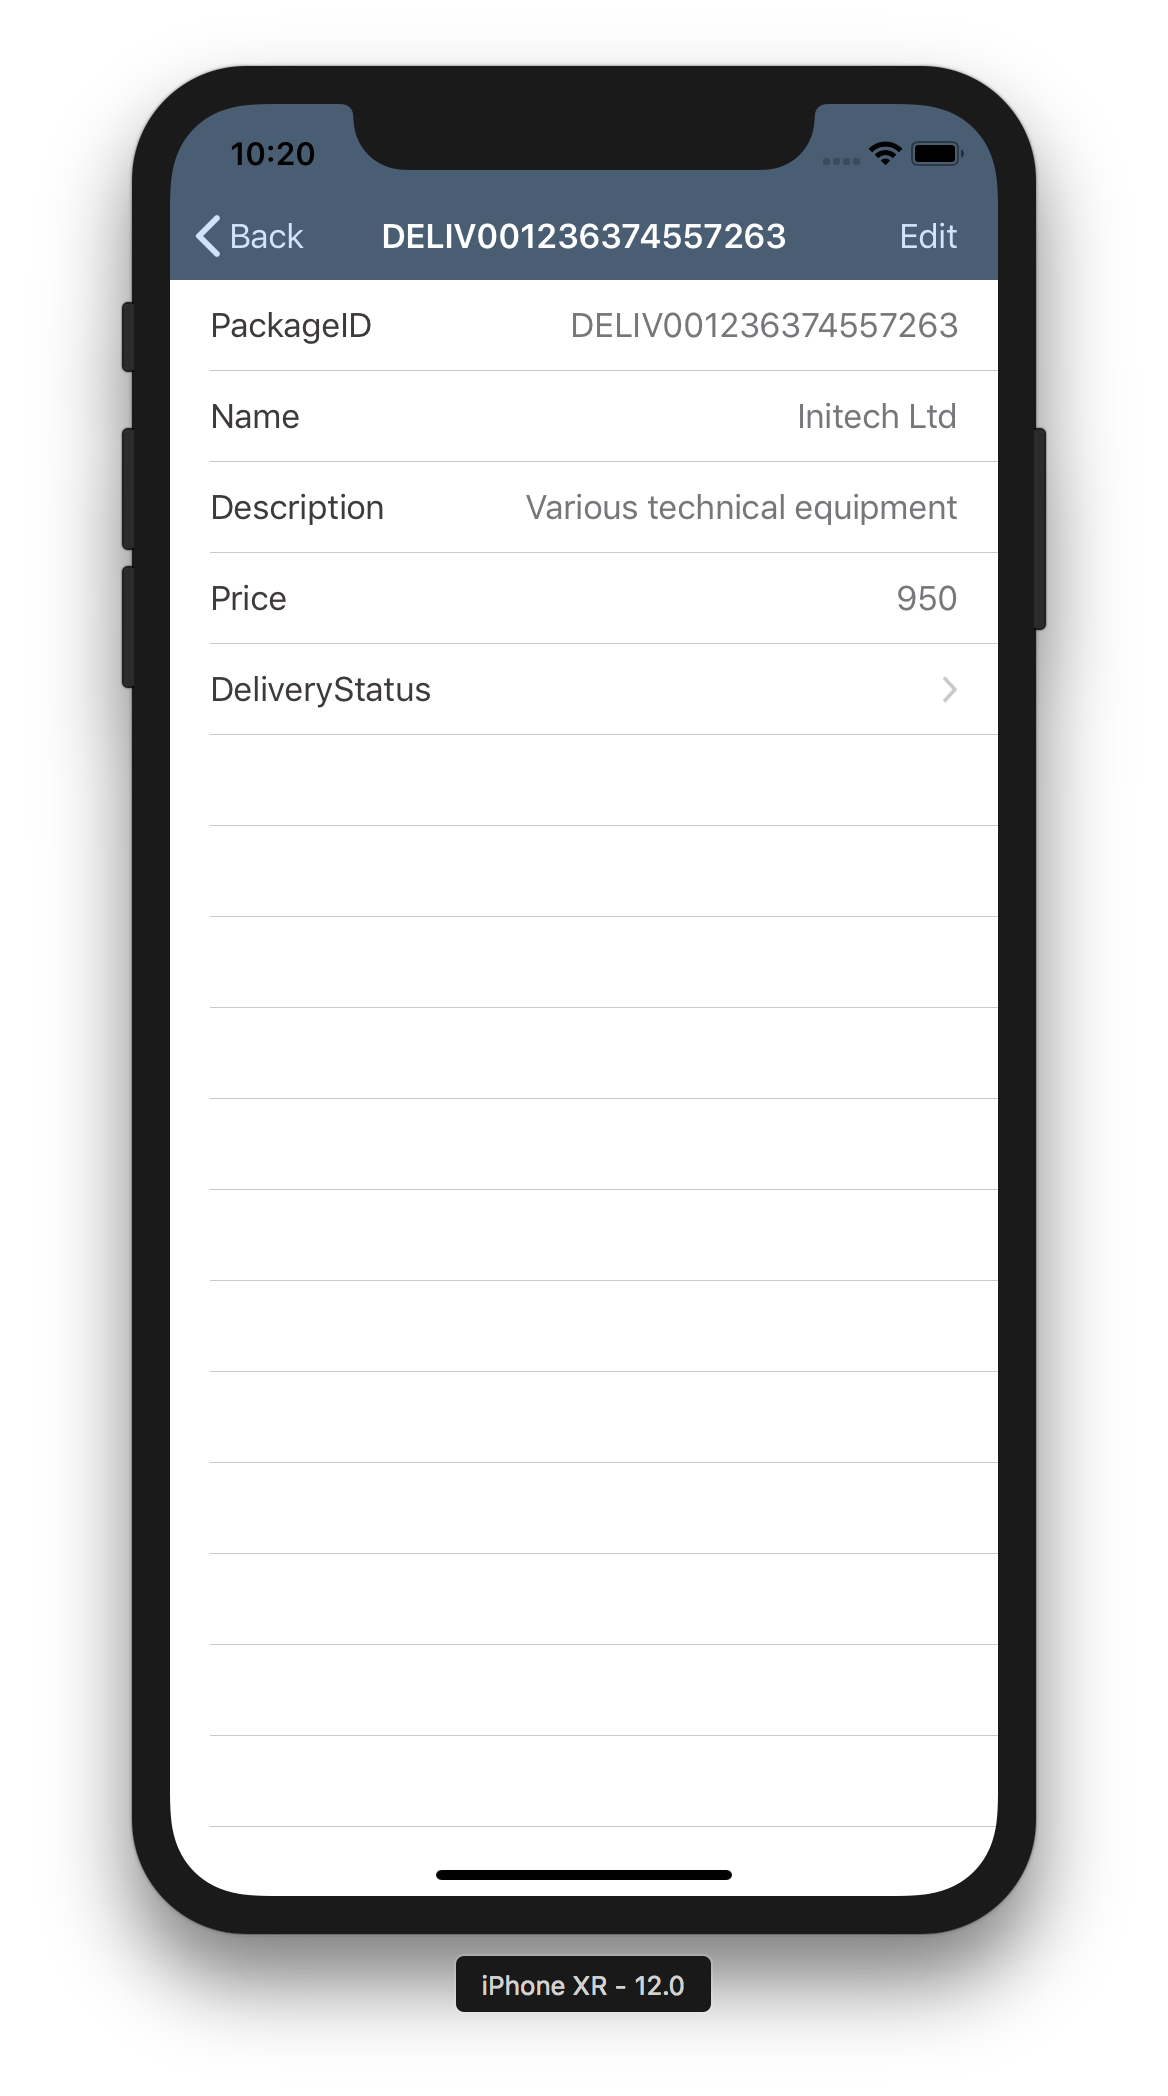 10:20
Back DELIV001236374557263 Edit
PackageID DELIV001236374557263
Name Initech Ltd
Description Various technical equipment
Price 950
DeliveryStatus
iPhone XR - 12.0